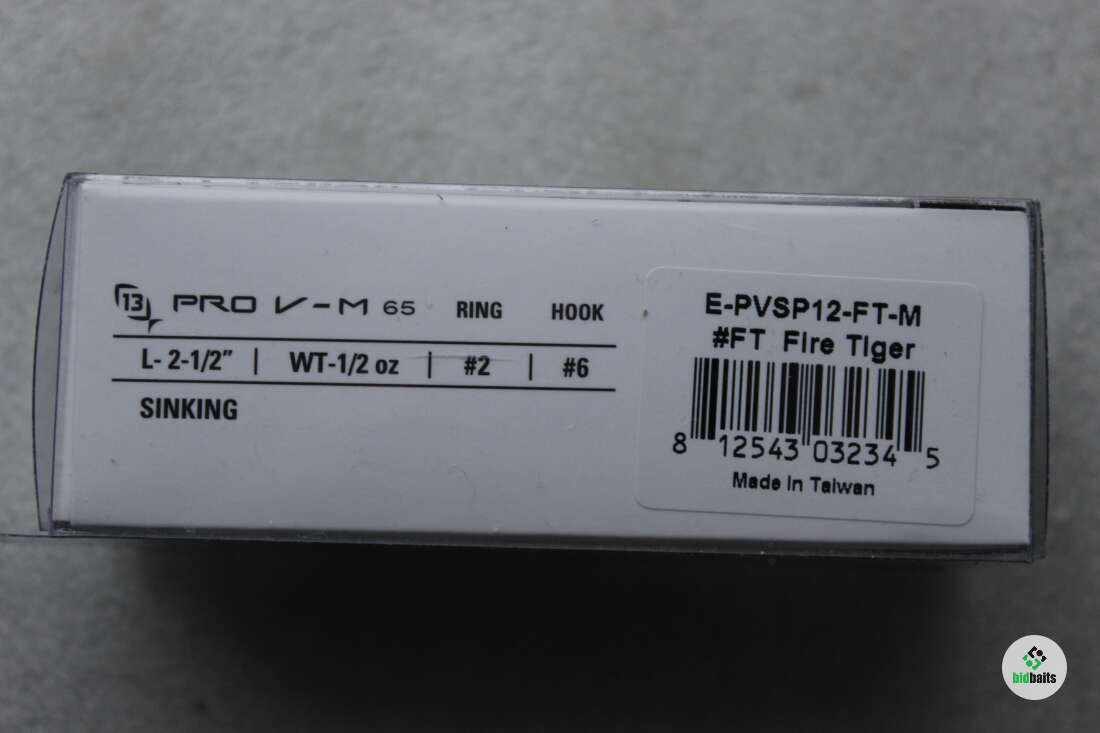 13 PRO V-M 65 RING HOOK
L- 2-1/2" | WT-1/2 oz | #2 | #6
SINKING
E-PVSP12-FT-M
#FT Fire Tiger
8 12543 03234 5
Made in Taiwan
bidbaits